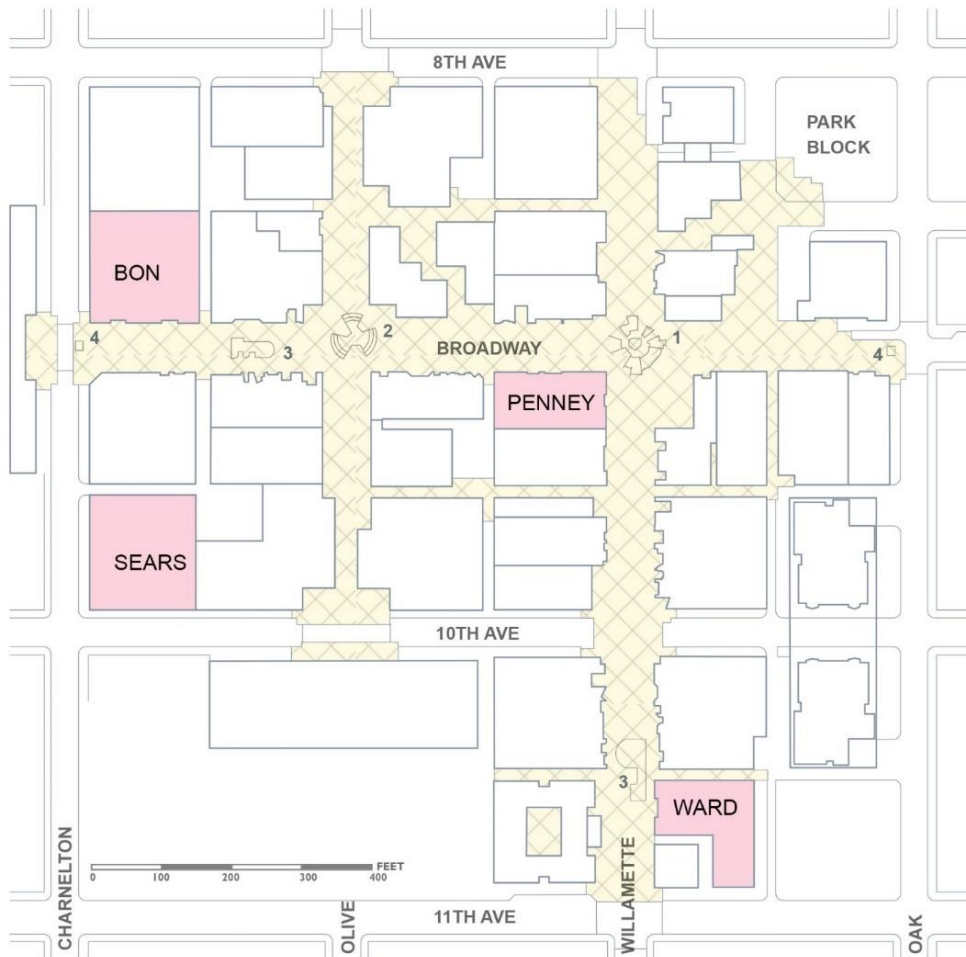 8TH AVE
PARK
BLOCK
BON
4
3
2
BROADWAY
1
4
PENNEY
SEARS
10TH AVE
3
WARD
FEET
0 100 200 300 400
11TH AVE
CHARNELTON
OLIVE
WILLAMETTE
OAK